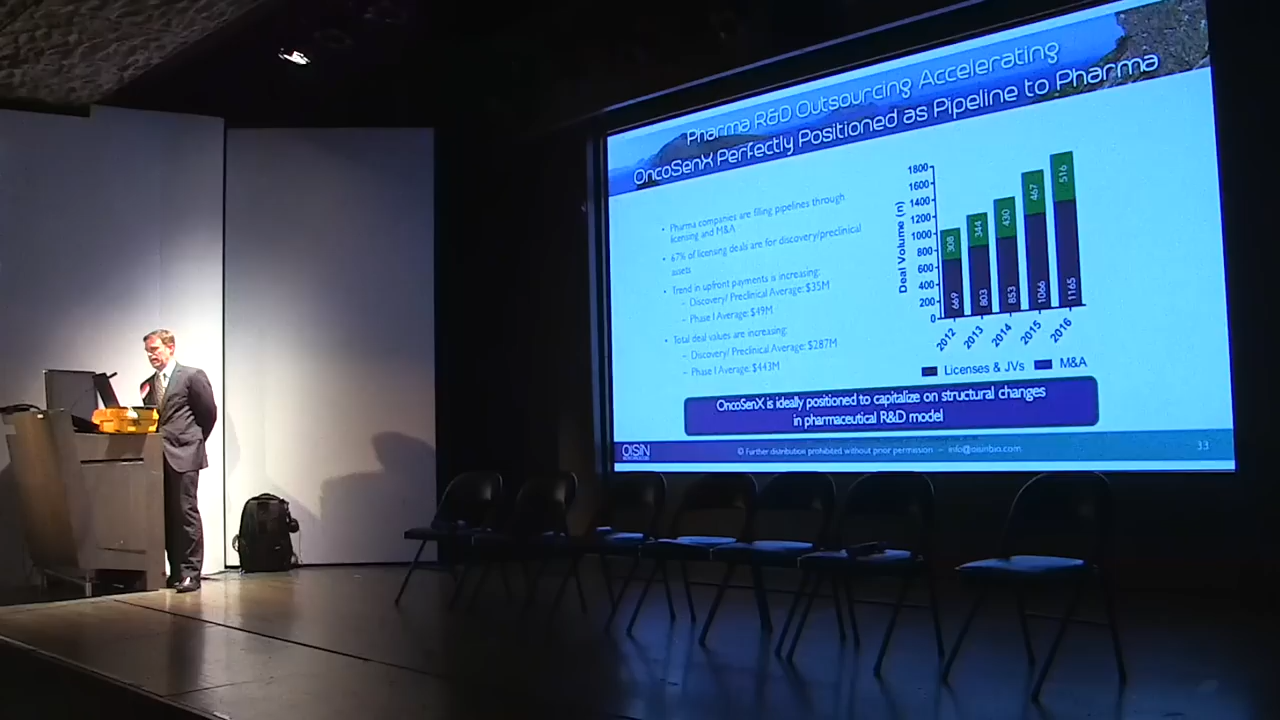 Pharma R&D Outsourcing Accelerating
OncoSenX Perfectly Positioned as Pipeline to Pharma
• Pharma companies are filling pipelines through
licensing and M&A
• 67% of licensing deals are for discovery/preclinical
assets
• Trend in upfront payments is increasing:
– Discovery/ Preclinical Average: $35M
– Phase I Average: $49M
• Total deal values are increasing:
– Discovery/ Preclinical Average: $287M
– Phase I Average: $443M
Deal Volume (n)
1800
1600
1400
1200
1000
800
600
400
200
0
308
344
430
467
516
669
803
853
1066
1165
2012
2013
2014
2015
2016
Licenses & JVs
M&A
OncoSenX is ideally positioned to capitalize on structural changes
in pharmaceutical R&D model
OISIN
© Further distribution prohibited without prior permission – info@oisinbio.com
33